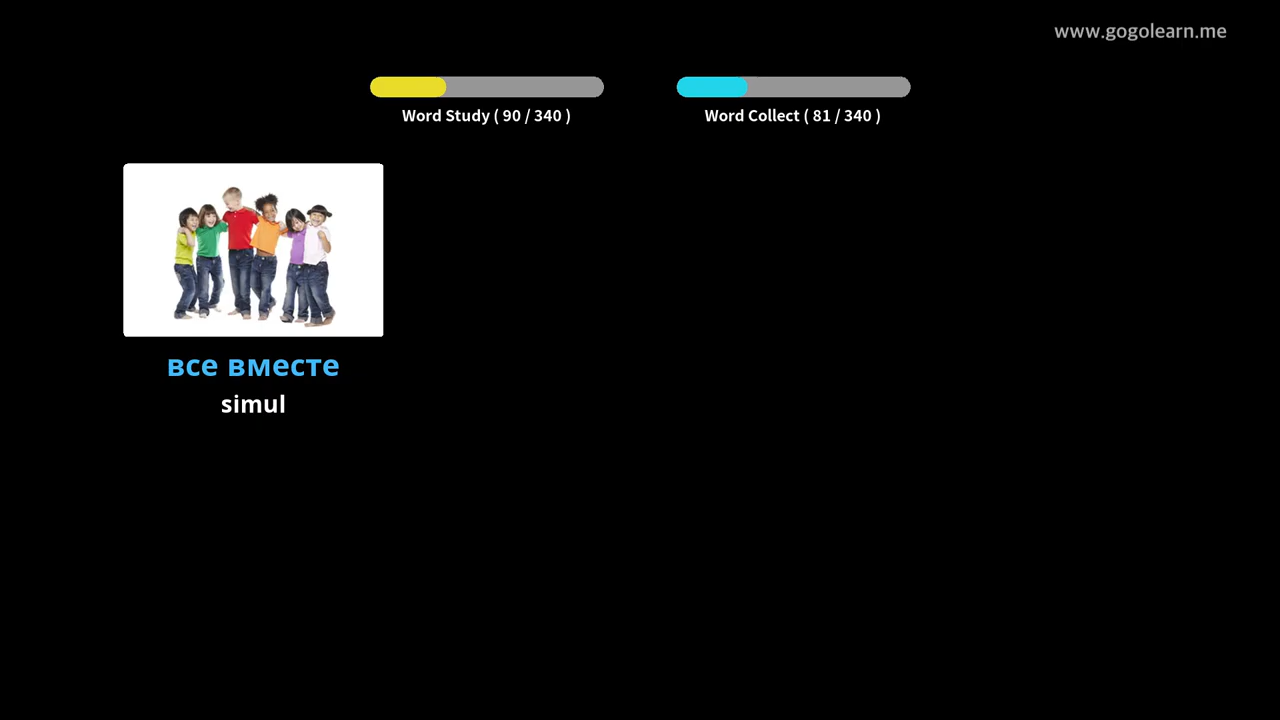 www.gogolearn.me
Word Study ( 90 / 340 )
Word Collect ( 81 / 340 )
все вместе
simul